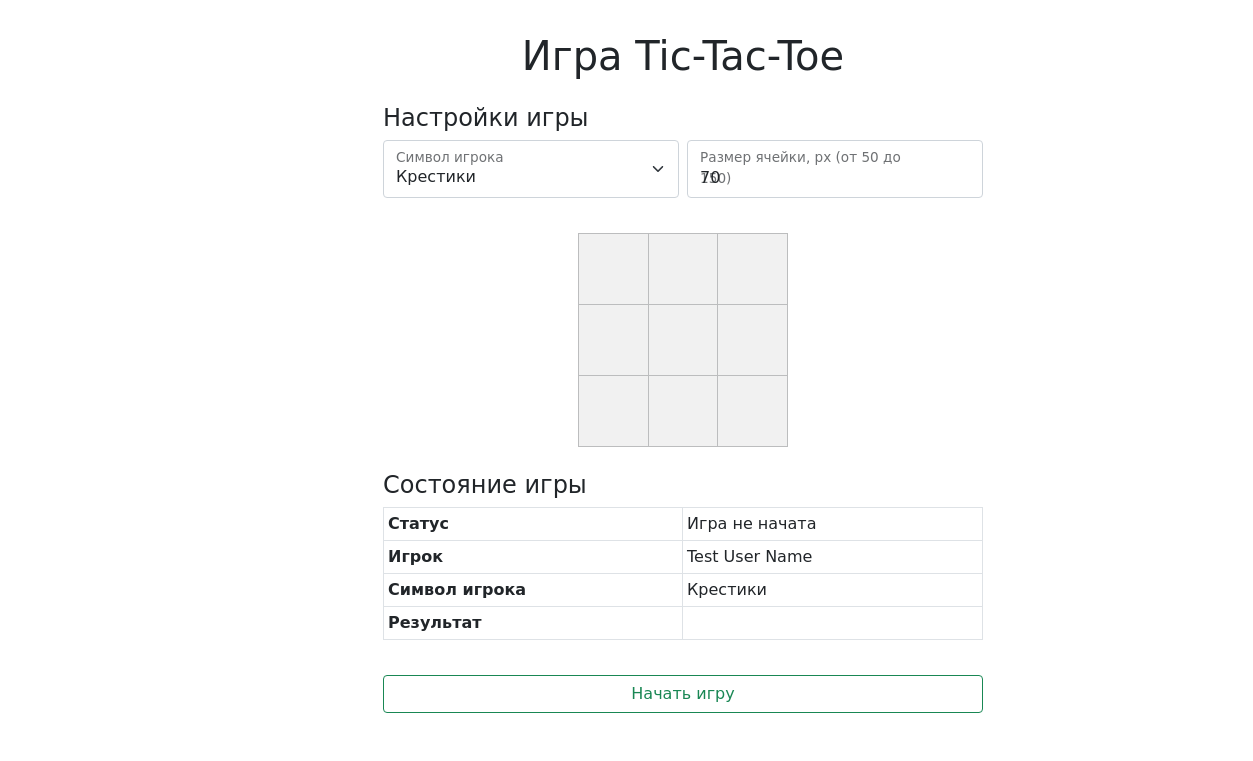 Игра Tic-Tac-Toe
Настройки игры
Символ игрока
Крестики
Размер ячейки, px (от 50 до
150)
70
Состояние игры
Статус Игра не начата
Игрок Test User Name
Символ игрока Крестики
Результат
Начать игру